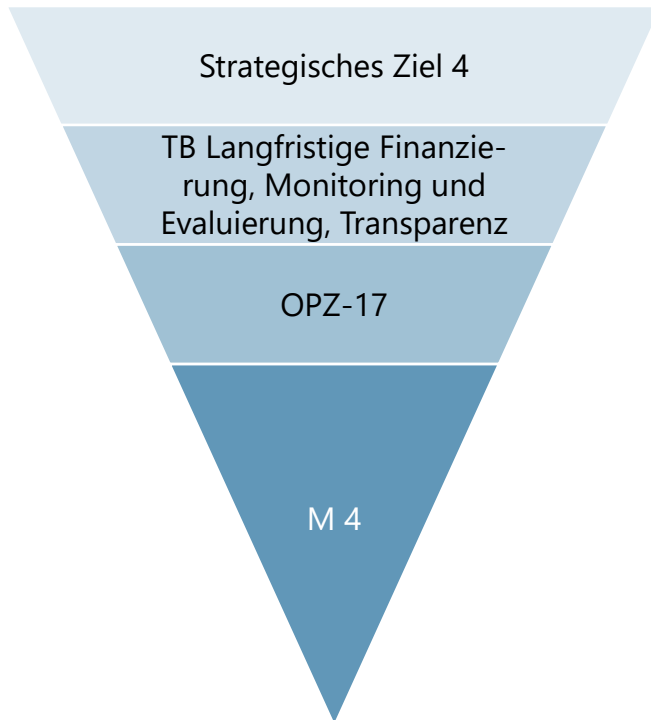 Strategisches Ziel 4
TB Langfristige Finanzie-
rung, Monitoring und
Evaluierung, Transparenz
OPZ-17
M 4